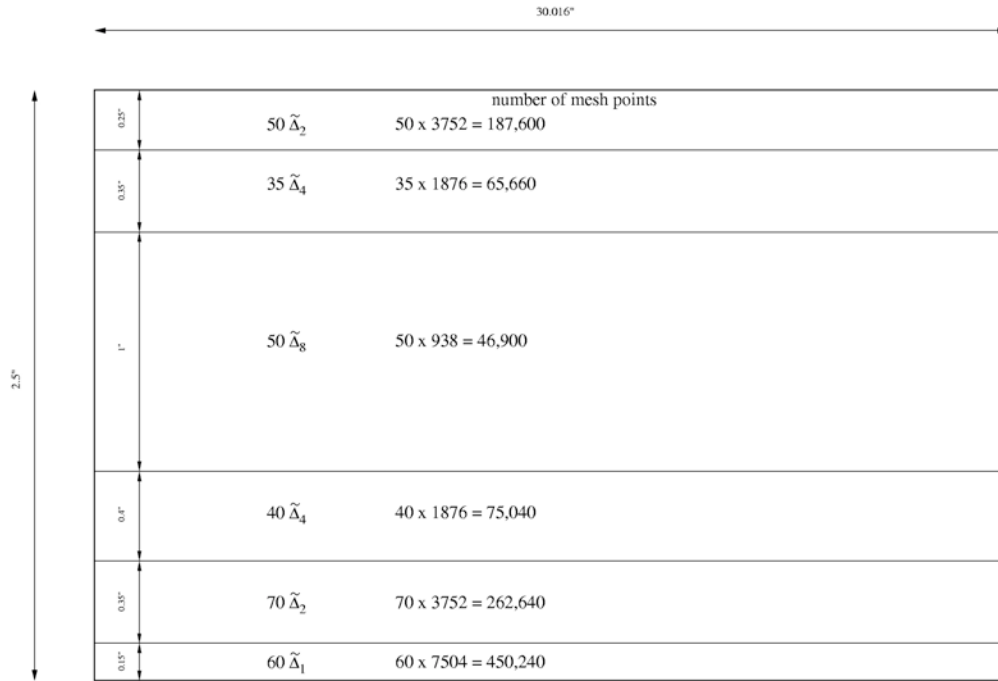 30.016"
number of mesh points
0.25"
50 Δ̃₂ 50 x 3752 = 187,600
0.35"
35 Δ̃₄ 35 x 1876 = 65,660
1"
50 Δ̃₈ 50 x 938 = 46,900
2.5"
0.4"
40 Δ̃₄ 40 x 1876 = 75,040
0.35"
70 Δ̃₂ 70 x 3752 = 262,640
0.15"
60 Δ̃₁ 60 x 7504 = 450,240